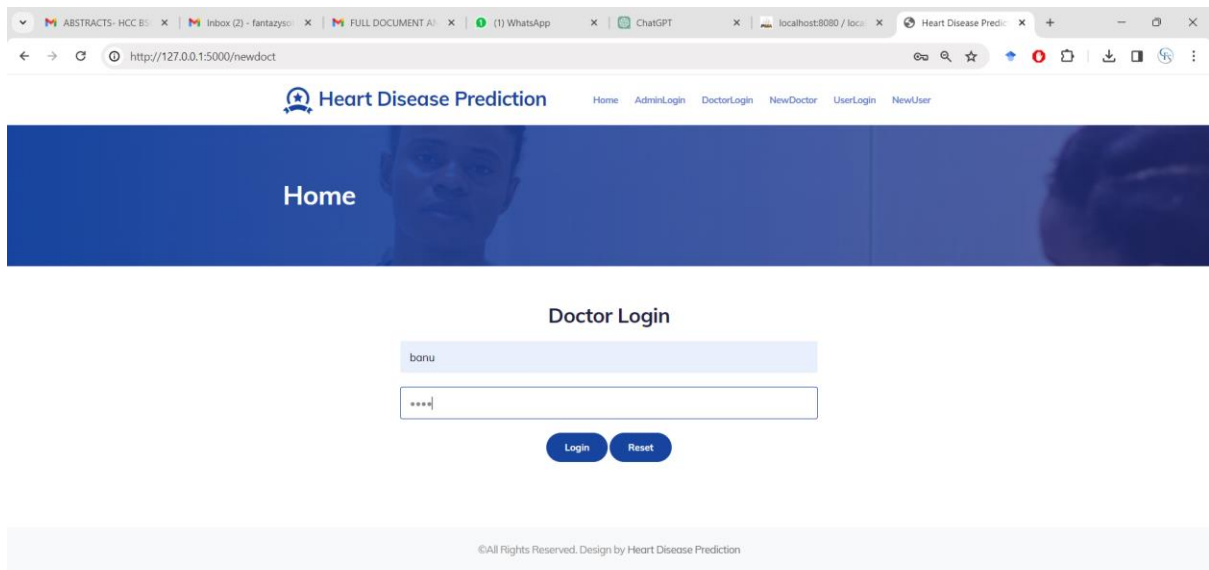 ABSTRACTS- HCC BS
Inbox (2) - fantazyso
FULL DOCUMENT A
(1) WhatsApp
ChatGPT
localhost:8080 / loca
Heart Disease Predic
http://127.0.0.1:5000/newdoct
Heart Disease Prediction
Home AdminLogin DoctorLogin NewDoctor UserLogin NewUser
Home
Doctor Login
banu
••••
Login Reset
©All Rights Reserved. Design by Heart Disease Prediction